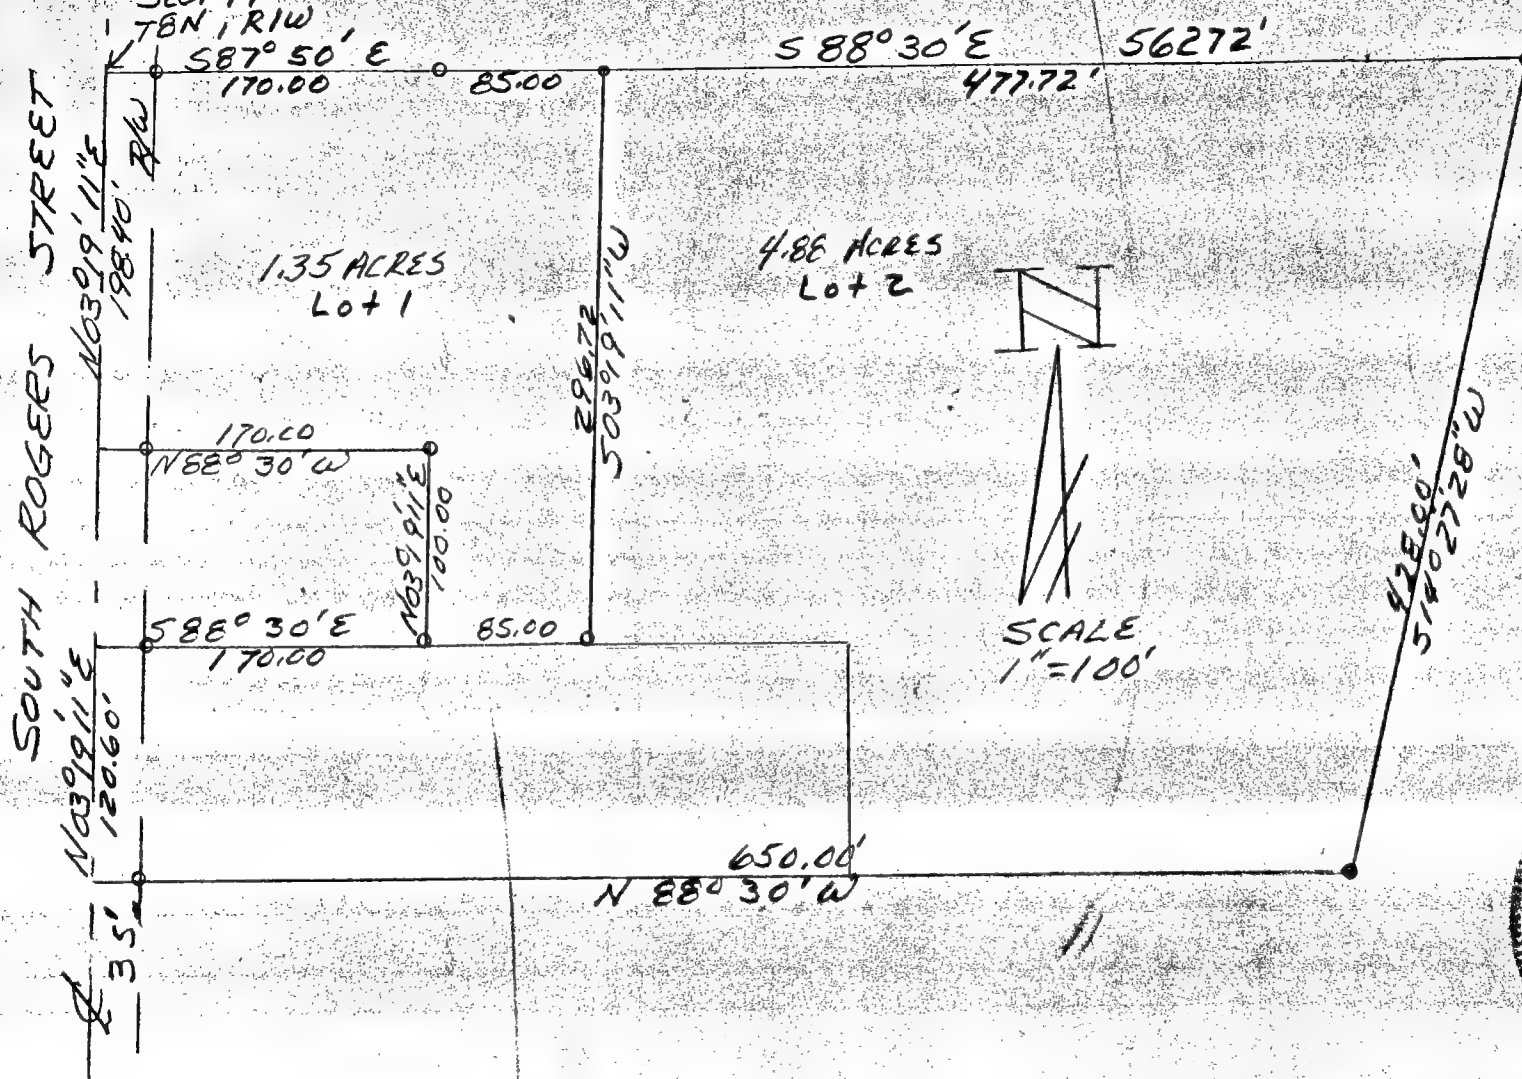 T8N, R1W
S87° 50' E
170.00
85.00
S 88° 30' E
56272'
477.72'
SOUTH ROGERS STREET
N03°19'11"E
198.40'
R/W
1.35 ACRES
Lot 1
296.72
S03°19'11"W
4.88 ACRES
Lot 2
N
170.00
N88° 30' W
N03°19'11"E
100.00
428.00'
S14°27'28"W
S88° 30' E
170.00
85.00
SCALE
1"=100'
N03°19'11"E
120.60'
650.00'
N 88° 30' W
35'